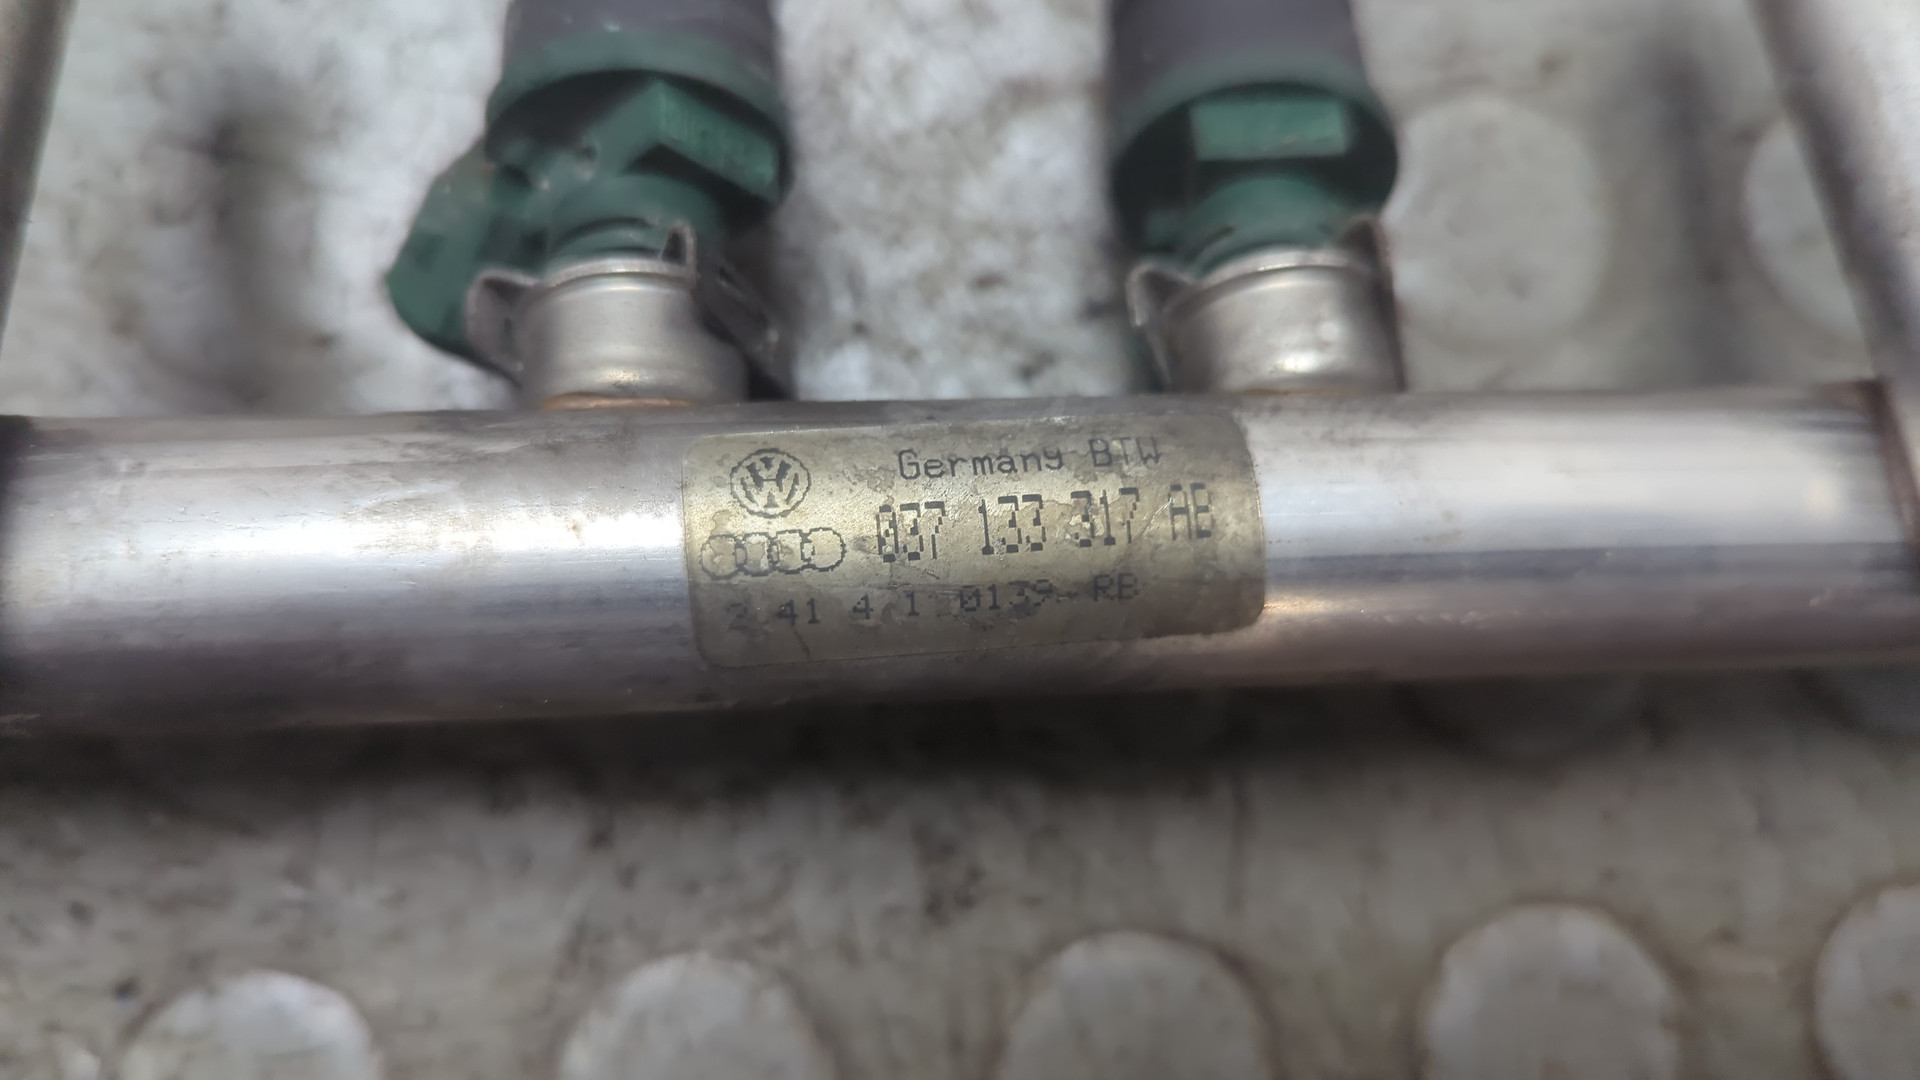 Germany BTW
037 133 317 AB
2 41 4 1 0139 RB